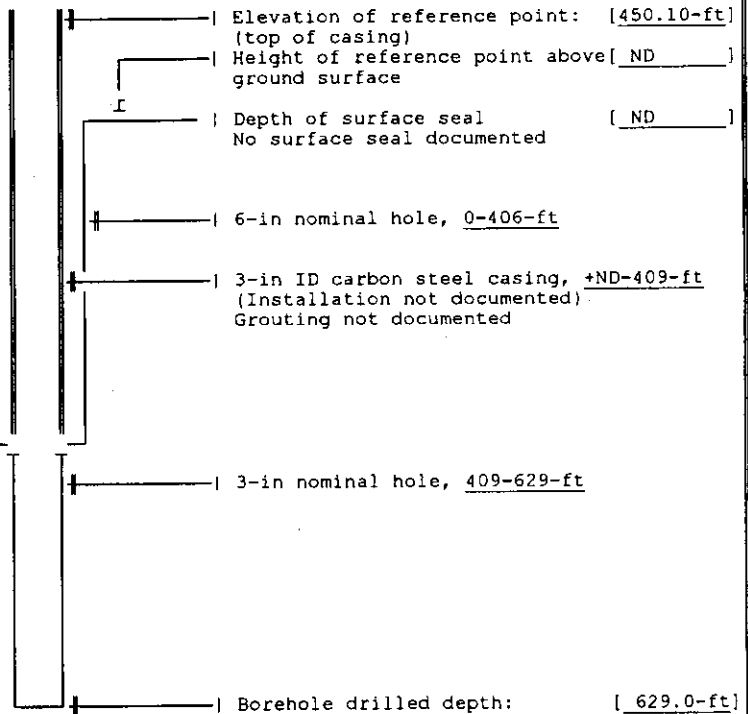 Elevation of reference point: [450.10-ft]
(top of casing)
Height of reference point above[ ND ]
ground surface
Depth of surface seal [ ND ]
No surface seal documented
6-in nominal hole, 0-406-ft
3-in ID carbon steel casing, +ND-409-ft
(Installation not documented)
Grouting not documented
3-in nominal hole, 409-629-ft
Borehole drilled depth: [ 629.0-ft]